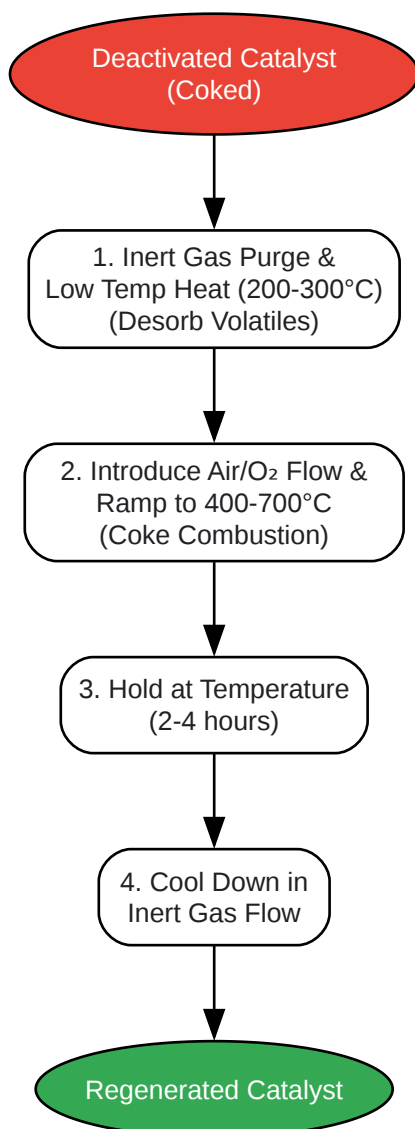 Deactivated Catalyst
(Coked)
1. Inert Gas Purge &
Low Temp Heat (200-300°C)
(Desorb Volatiles)
2. Introduce Air/O₂ Flow &
Ramp to 400-700°C
(Coke Combustion)
3. Hold at Temperature
(2-4 hours)
4. Cool Down in
Inert Gas Flow
Regenerated Catalyst